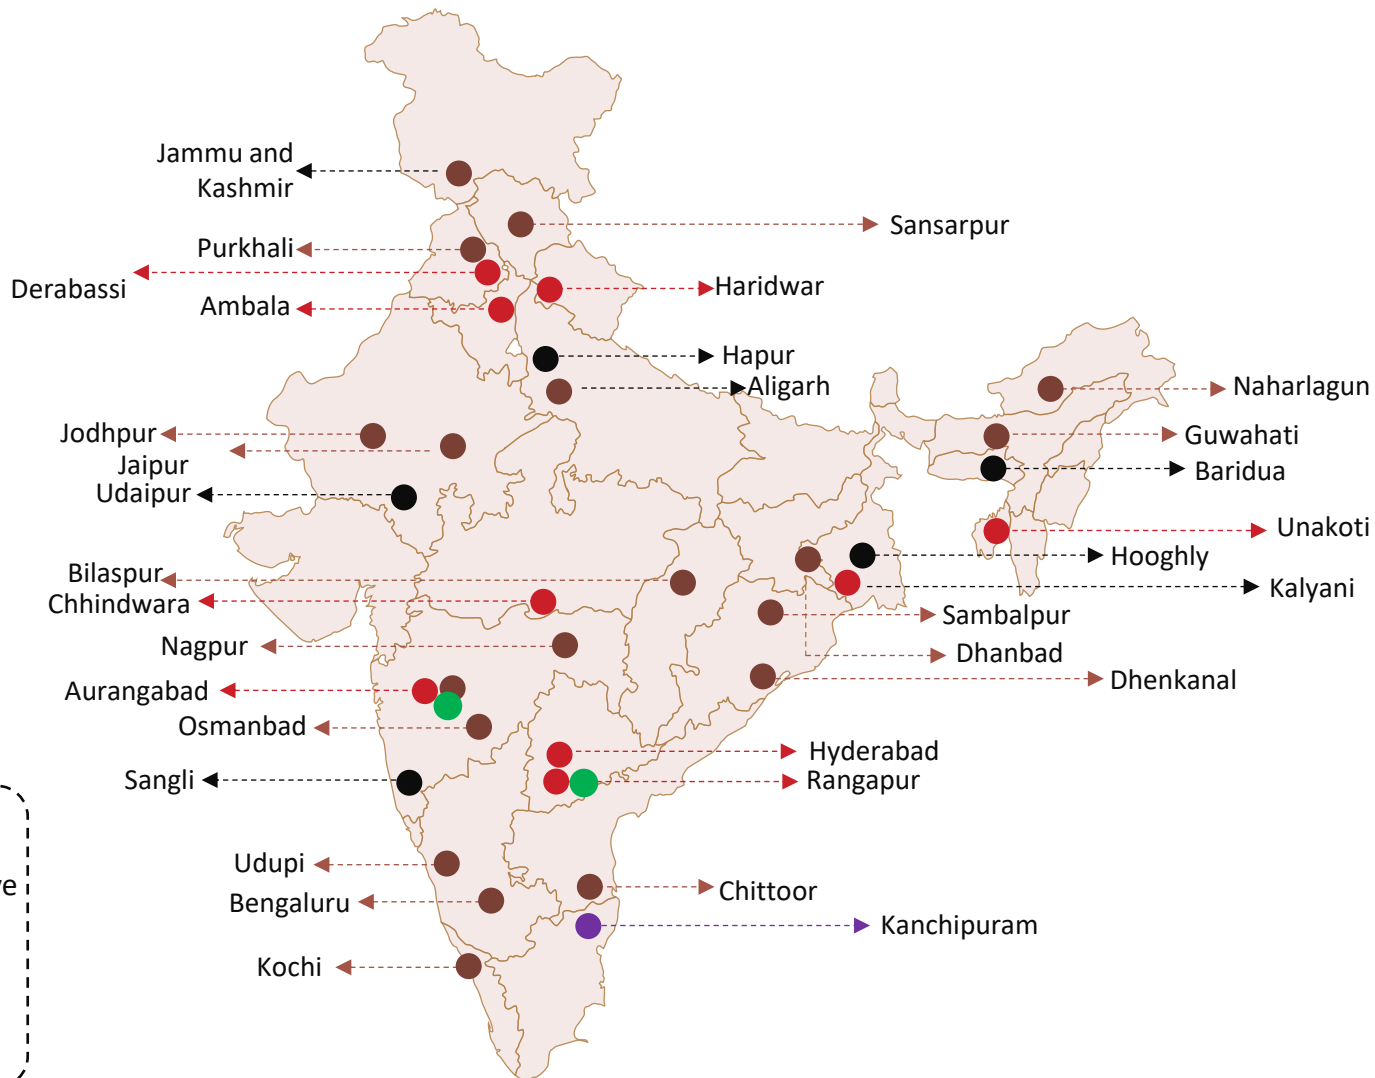 Jammu and
Kashmir
Sansarpur
Purkhali
Derabassi
Haridwar
Ambala
Hapur
Aligarh
Naharlagun
Jodhpur
Guwahati
Jaipur
Baridua
Udaipur
Unakoti
Hooghly
Bilaspur
Kalyani
Chhindwara
Sambalpur
Nagpur
Dhanbad
Dhenkanal
Aurangabad
Osmanbad
Hyderabad
Sangli
Rangapur
Udupi
ve
Chittoor
Bengaluru
Kanchipuram
Kochi